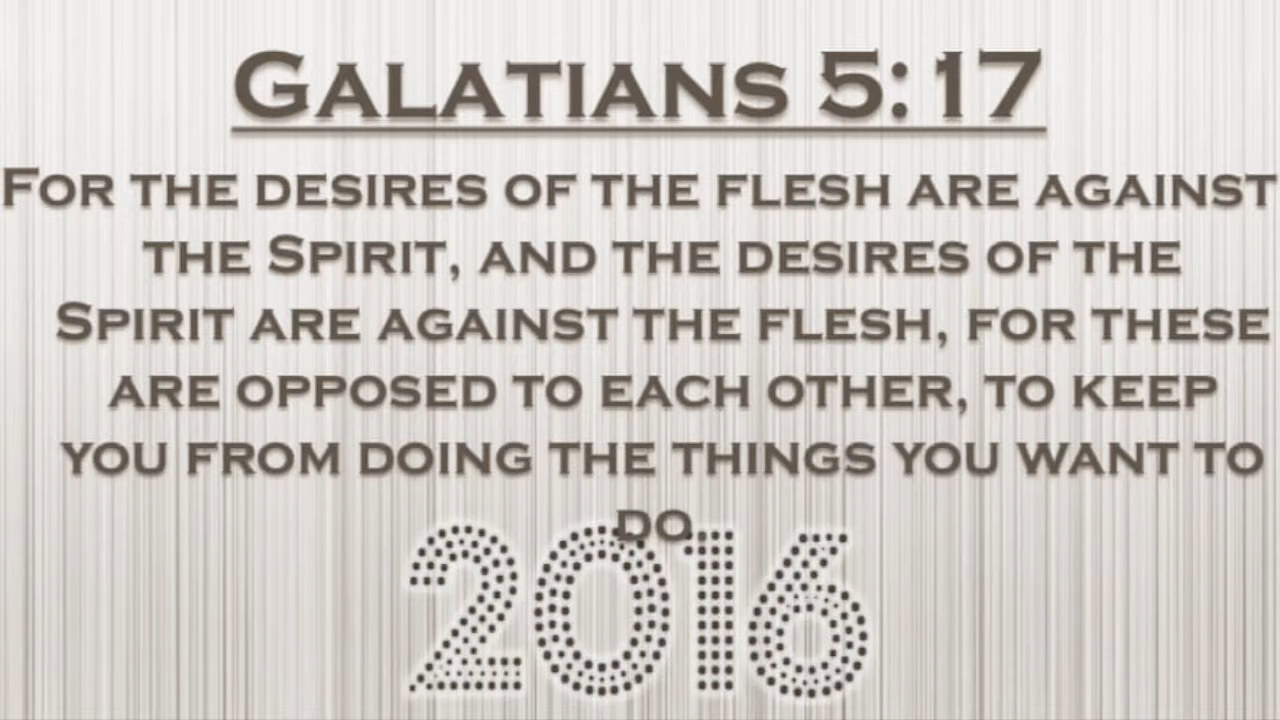 Galatians 5:17
For the desires of the flesh are against
the Spirit, and the desires of the
Spirit are against the flesh, for these
are opposed to each other, to keep
you from doing the things you want to
do
2016